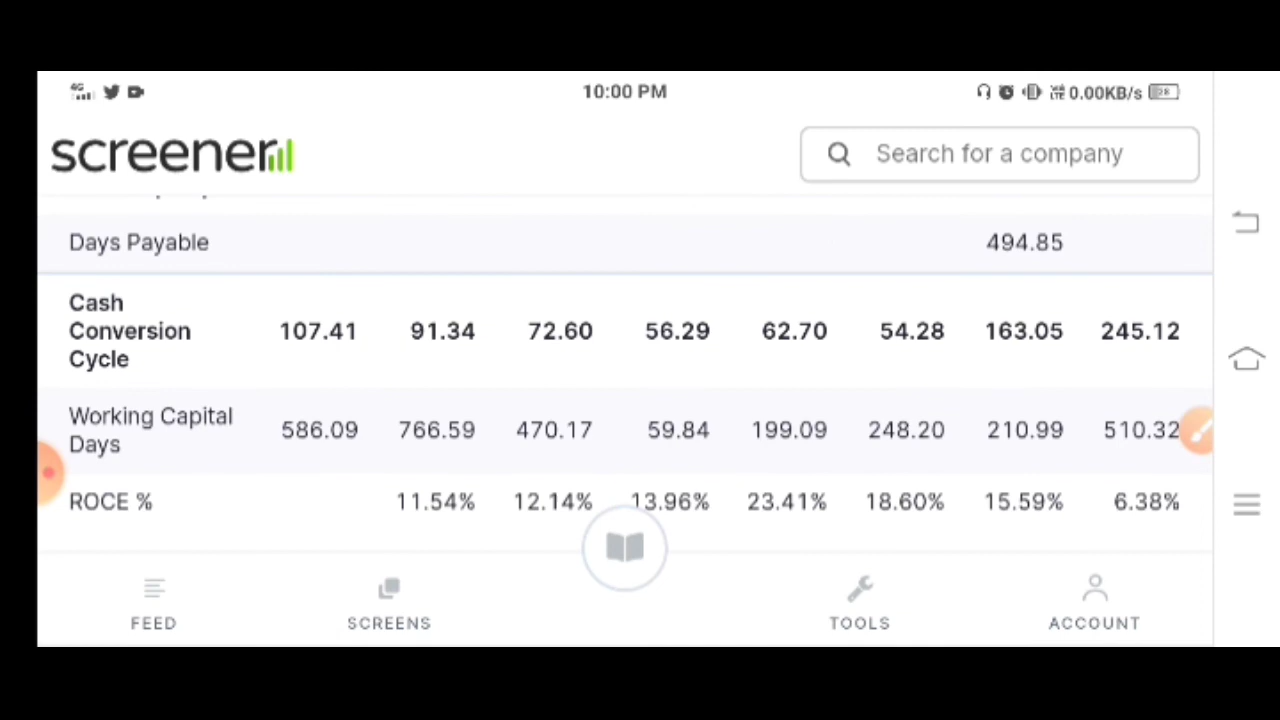 10:00 PM
0.00KB/s
screener
Search for a company
Days Payable 494.85
Cash
Conversion 107.41 91.34 72.60 56.29 62.70 54.28 163.05 245.12
Cycle
Working Capital
Days 586.09 766.59 470.17 59.84 199.09 248.20 210.99 510.32
ROCE % 11.54% 12.14% 13.96% 23.41% 18.60% 15.59% 6.38%
FEED SCREENS TOOLS ACCOUNT